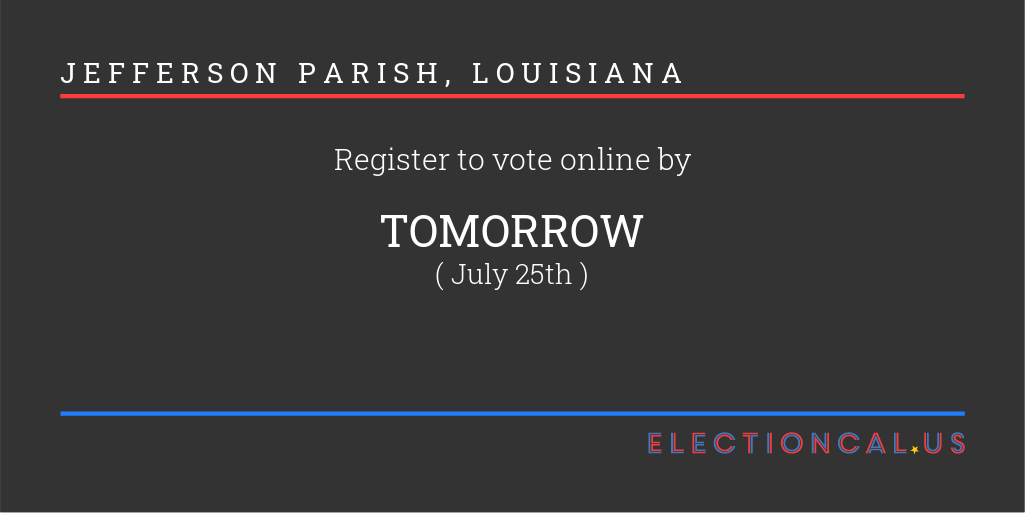 JEFFERSON PARISH, LOUISIANA
Register to vote online by
TOMORROW
( July 25th )
ELECTIONCAL.US